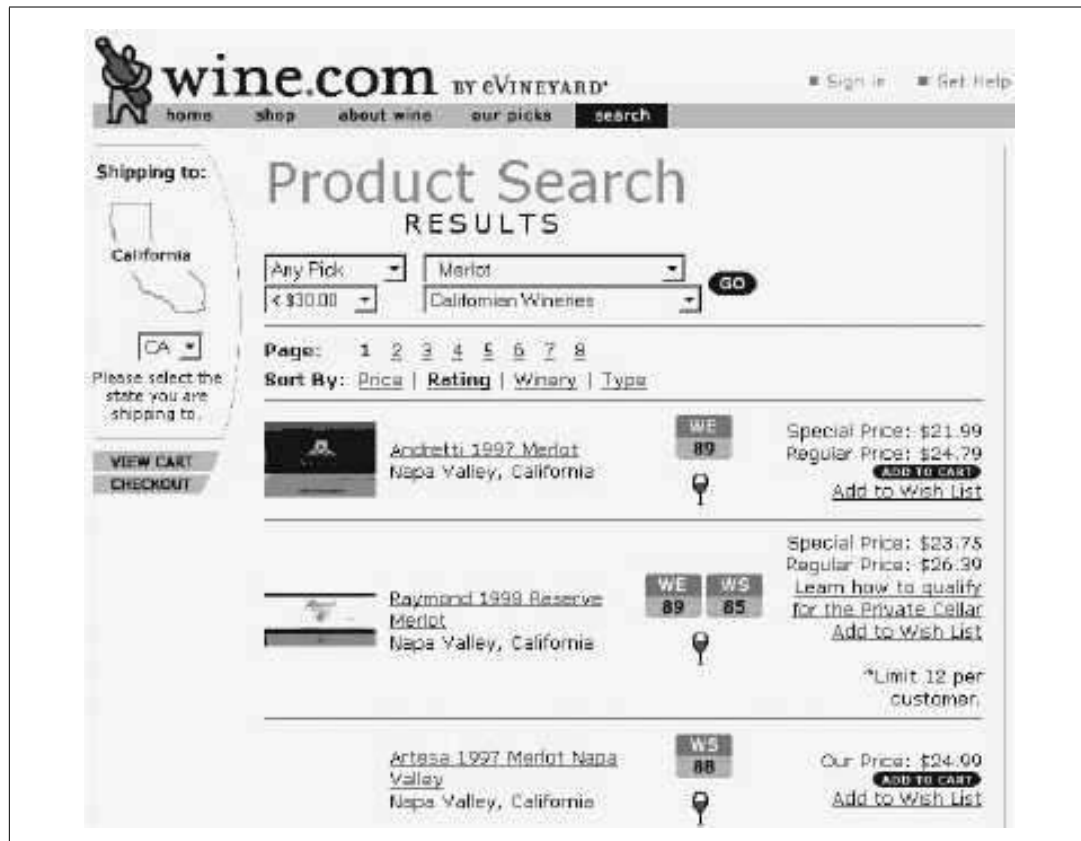 wine.com BY eVINEYARD
Sign in Get Help
home shop about wine our picks search
Shipping to:
California
CA
Please select the
state you are
shipping to.
VIEW CART
CHECKOUT
Product Search
RESULTS
Any Pick Merlot GO
< $30.00 Californian Wineries
Page: 1 2 3 4 5 6 7 8
Sort By: Price | Rating | Winery | Type
Andretti 1997 Merlot
Napa Valley, California
WE
89
Special Price: $21.99
Regular Price: $24.79
ADD TO CART
Add to Wish List
Raymond 1999 Reserve
Merlot
Napa Valley, California
WE WS
89 85
Special Price: $23.75
Regular Price: $26.39
Learn how to qualify
for the Private Cellar
Add to Wish List
*Limit 12 per
customer.
Artesa 1997 Merlot Napa
Valley
Napa Valley, California
WS
88
Our Price: $24.99
ADD TO CART
Add to Wish List